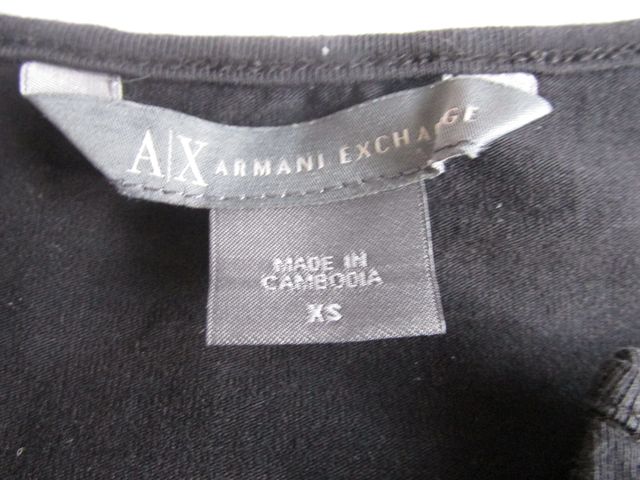 A|X ARMANI EXCHANGE
MADE IN
CAMBODIA
XS